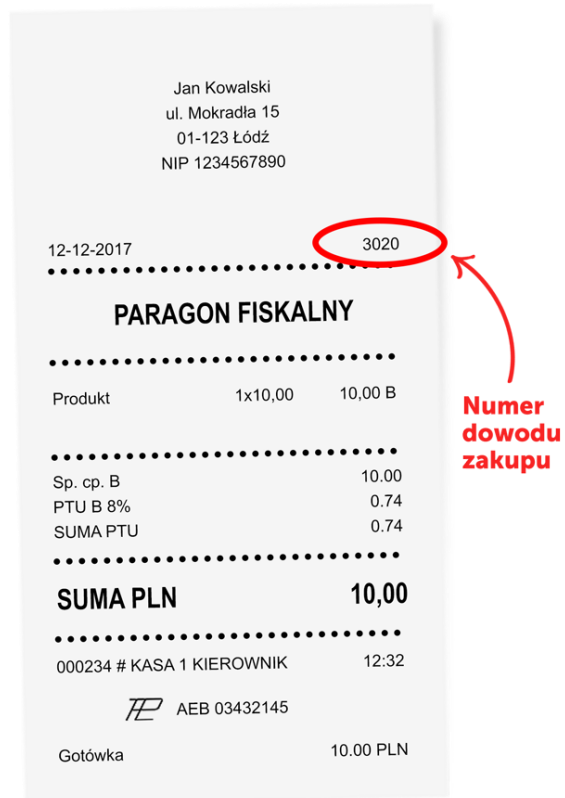 Jan Kowalski
ul. Mokradła 15
01-123 Łódź
NIP 1234567890
12-12-2017 3020
PARAGON FISKALNY
Produkt 1x10,00 10,00 B
Sp. cp. B 10.00
PTU B 8% 0.74
SUMA PTU 0.74
SUMA PLN 10,00
000234 # KASA 1 KIEROWNIK 12:32
AEB 03432145
Gotówka 10.00 PLN
Numer
dowodu
zakupu